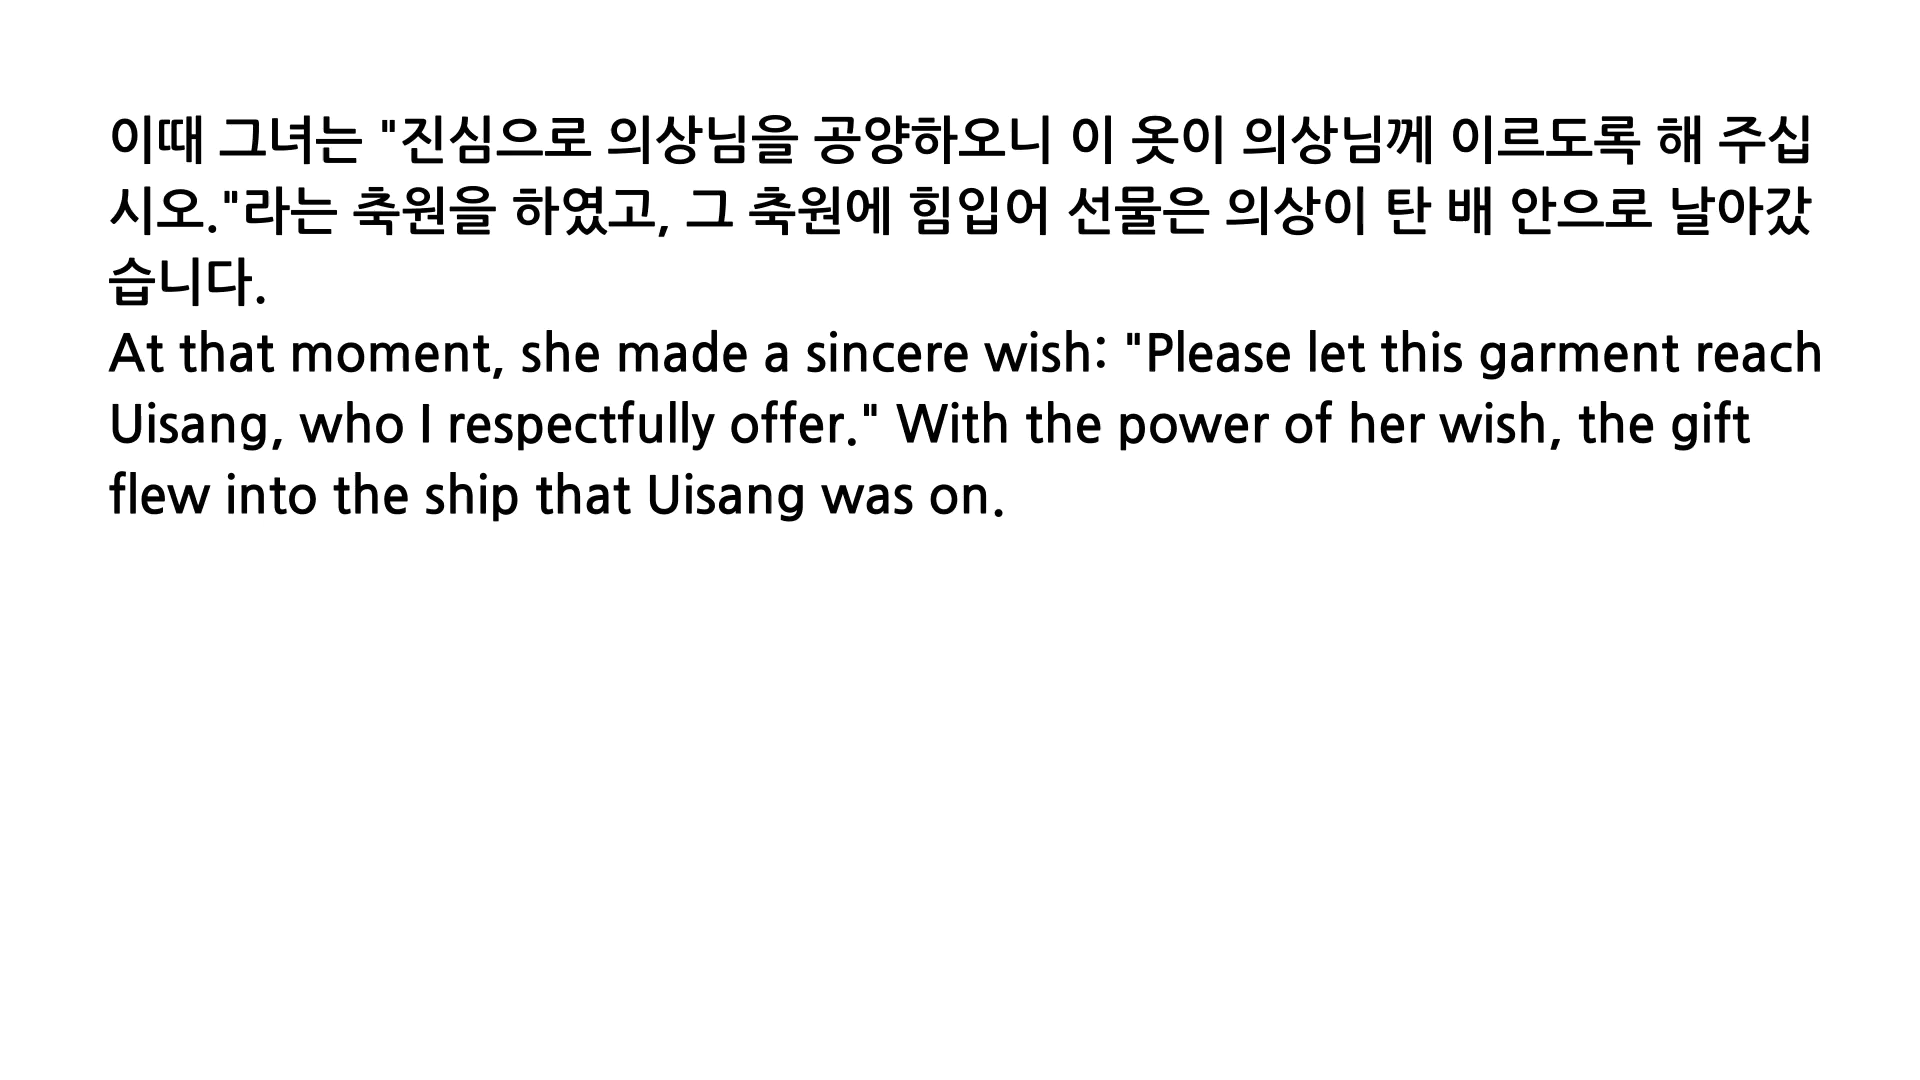 이때 그녀는 "진심으로 의상님을 공양하오니 이 옷이 의상님께 이르도록 해 주십
시오."라는 축원을 하였고, 그 축원에 힘입어 선물은 의상이 탄 배 안으로 날아갔
습니다.
At that moment, she made a sincere wish: "Please let this garment reach
Uisang, who I respectfully offer." With the power of her wish, the gift
flew into the ship that Uisang was on.